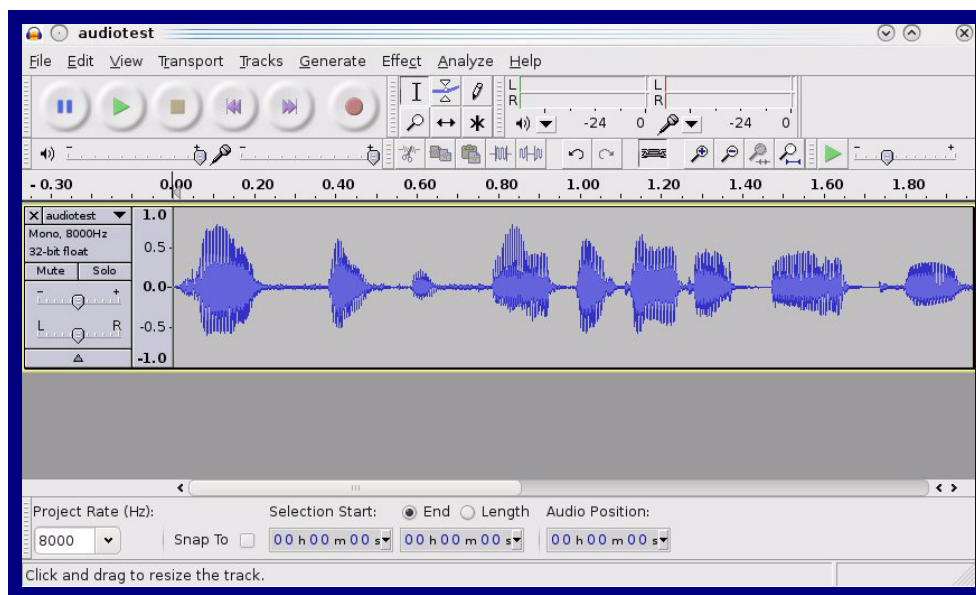 audiotest
File Edit View Transport Tracks Generate Effect Analyze Help
L
R
L
R
-24 0 -24 0
- 0.30 0.00 0.20 0.40 0.60 0.80 1.00 1.20 1.40 1.60 1.80
X audiotest 1.0
Mono, 8000Hz
32-bit float 0.5
Mute Solo
- + 0.0
L R -0.5
-1.0
Project Rate (Hz): Selection Start: End Length Audio Position:
8000 Snap To 00 h 00 m 00 s 00 h 00 m 00 s 00 h 00 m 00 s
Click and drag to resize the track.